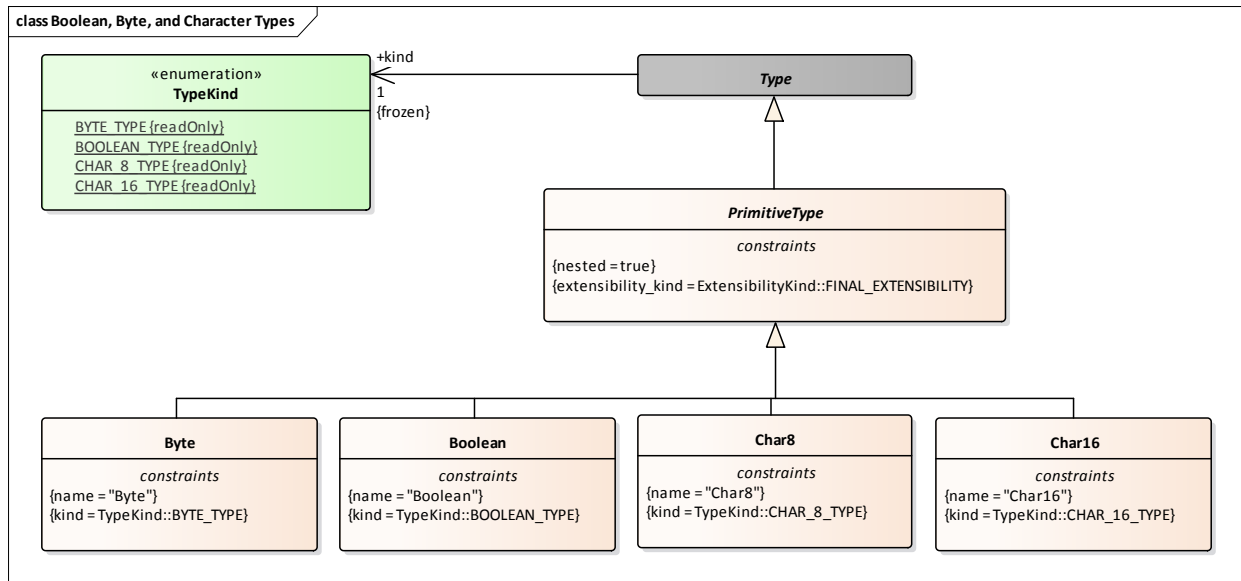 class Boolean, Byte, and Character Types
«enumeration»
TypeKind
BYTE_TYPE {readOnly}
BOOLEAN_TYPE {readOnly}
CHAR_8_TYPE {readOnly}
CHAR_16_TYPE {readOnly}
+kind
1
{frozen}
Type
PrimitiveType
constraints
{nested = true}
{extensibility_kind = ExtensibilityKind::FINAL_EXTENSIBILITY}
Byte
constraints
{name = "Byte"}
{kind = TypeKind::BYTE_TYPE}
Boolean
constraints
{name = "Boolean"}
{kind = TypeKind::BOOLEAN_TYPE}
Char8
constraints
{name = "Char8"}
{kind = TypeKind::CHAR_8_TYPE}
Char16
constraints
{name = "Char16"}
{kind = TypeKind::CHAR_16_TYPE}